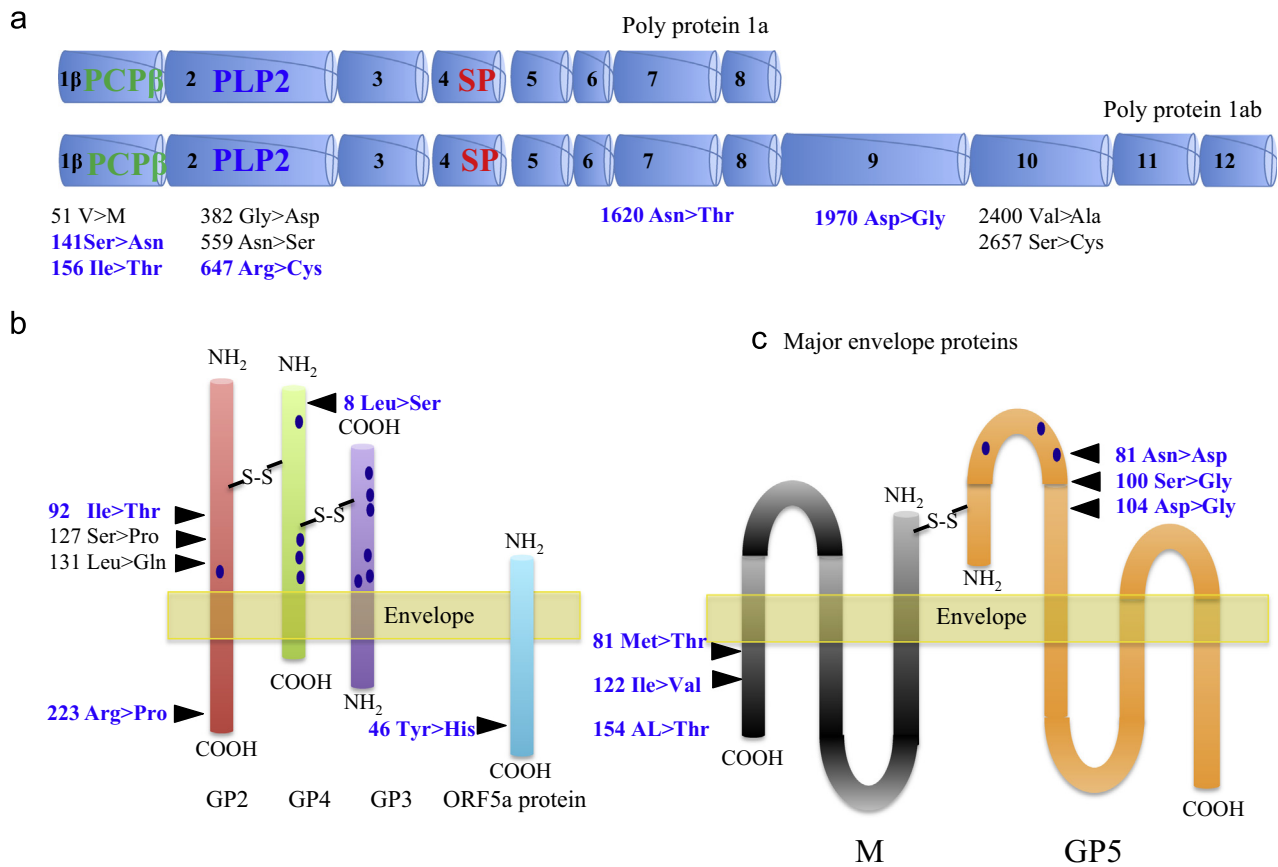 a
Poly protein 1a
1β PCPβ 2 PLP2 3 4 SP 5 6 7 8
Poly protein 1ab
1β PCPβ 2 PLP2 3 4 SP 5 6 7 8 9 10 11 12
51 V>M 382 Gly>Asp 1620 Asn>Thr 1970 Asp>Gly 2400 Val>Ala
141Ser>Asn 559 Asn>Ser 2657 Ser>Cys
156 Ile>Thr 647 Arg>Cys
b
NH2
NH2
8 Leu>Ser
COOH
S-S
S-S
92 Ile>Thr
127 Ser>Pro
131 Leu>Gln
NH2
Envelope
COOH
NH2
223 Arg>Pro
46 Tyr>His
COOH
COOH
GP2 GP4 GP3 ORF5a protein
c Major envelope proteins
81 Asn>Asp
100 Ser>Gly
104 Asp>Gly
NH2
S-S
NH2
Envelope
81 Met>Thr
122 Ile>Val
154 AL>Thr
COOH
COOH
M GP5